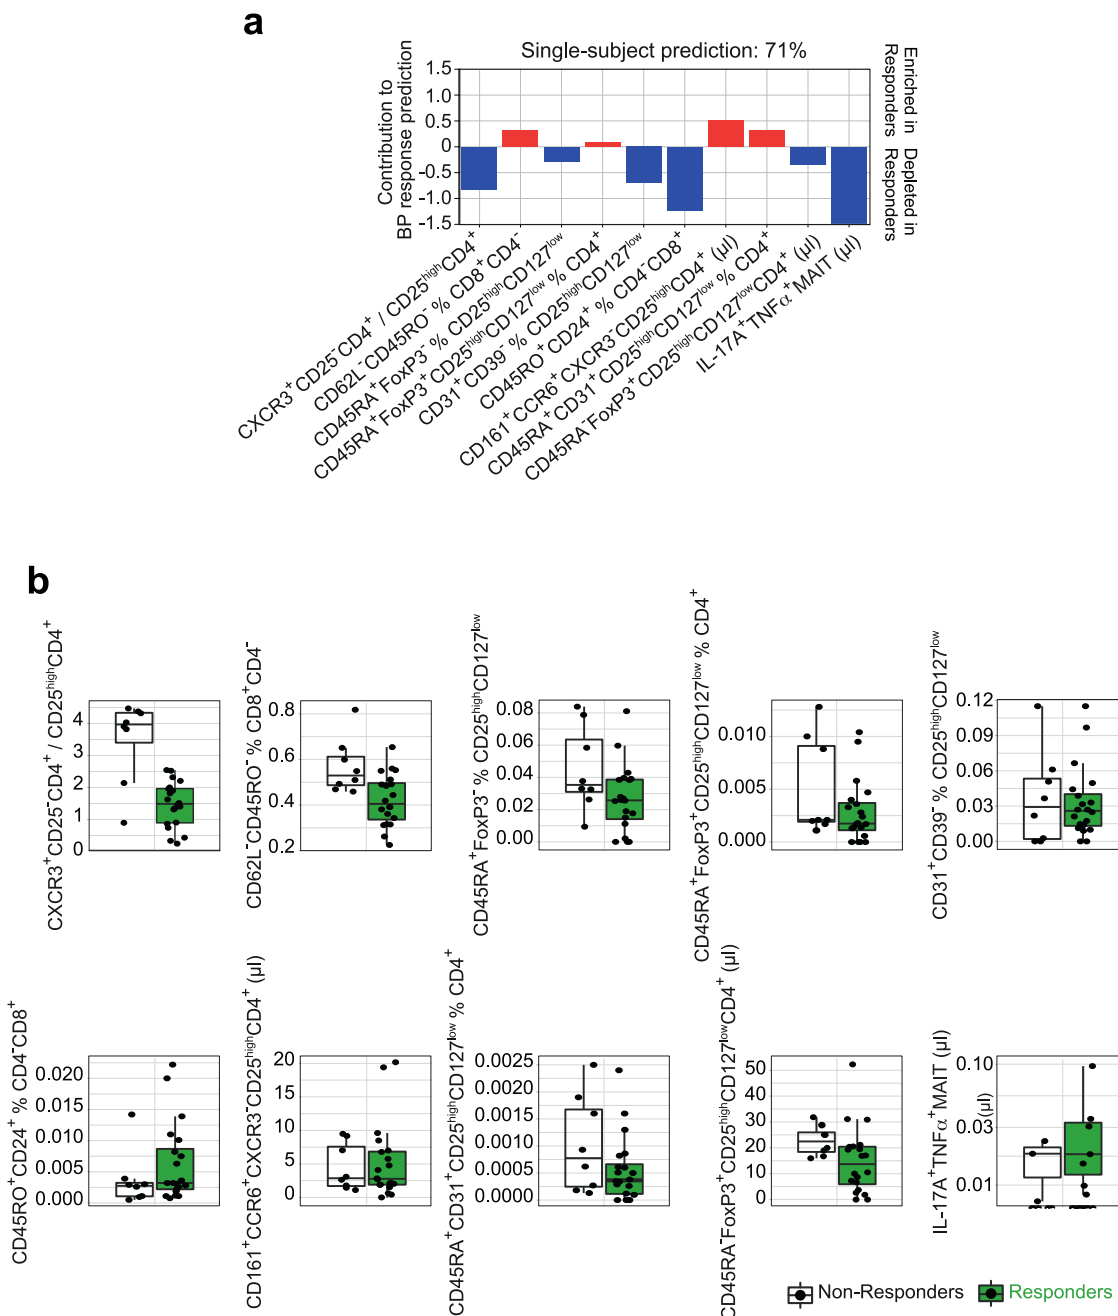 a
Single-subject prediction: 71%
Contribution to
BP response prediction
1.5
1.0
0.5
0
-0.5
-1.0
-1.5
Enriched in
Responders
Depleted in
Responders
CXCR3⁺CD25⁻CD4⁺ / CD25ʰⁱᵍʰCD4⁺
CD62L⁻CD45RO⁻ % CD8⁺CD4⁻
CD45RA⁺FoxP3⁻ % CD25ʰⁱᵍʰCD127ˡᵒʷ
CD45RA⁺FoxP3⁺CD25ʰⁱᵍʰCD127ˡᵒʷ % CD4⁺
CD31⁺CD39⁻ % CD25ʰⁱᵍʰCD127ˡᵒʷ
CD45RO⁺CD24⁺ % CD4⁻CD8⁺
CD161⁺CCR6⁺CXCR3⁻CD25ʰⁱᵍʰCD4⁺ (µl)
CD45RA⁺CD31⁺CD25ʰⁱᵍʰCD127ˡᵒʷ % CD4⁺
CD45RA⁻FoxP3⁺CD25ʰⁱᵍʰCD127ˡᵒʷCD4⁺ (µl)
IL-17A⁺TNFα⁺MAIT (µl)
b
CXCR3⁺CD25⁻CD4⁺ / CD25ʰⁱᵍʰCD4⁺
4
3
2
1
0
CD62L⁻CD45RO⁻ % CD8⁺CD4⁻
0.8
0.6
0.4
0.2
CD45RA⁺FoxP3⁻ % CD25ʰⁱᵍʰCD127ˡᵒʷ
0.08
0.06
0.04
0.02
0.00
CD45RA⁺FoxP3⁺CD25ʰⁱᵍʰCD127ˡᵒʷ % CD4⁺
0.010
0.005
0.000
CD31⁺CD39⁻ % CD25ʰⁱᵍʰCD127ˡᵒʷ
0.12
0.09
0.06
0.03
0.00
CD45RO⁺CD24⁺ % CD4⁻CD8⁺
0.020
0.015
0.010
0.005
0.000
CD161⁺CCR6⁺CXCR3⁻CD25ʰⁱᵍʰCD4⁺ (µl)
20
15
10
5
0
CD45RA⁺CD31⁺CD25ʰⁱᵍʰCD127ˡᵒʷ % CD4⁺
0.0025
0.0020
0.0015
0.0010
0.0005
0.0000
CD45RA⁻FoxP3⁺CD25ʰⁱᵍʰCD127ˡᵒʷCD4⁺ (µl)
50
40
30
20
10
0
IL-17A⁺TNFα⁺MAIT (µl)
(µl)
0.10
0.03
0.01
Non-Responders
Responders